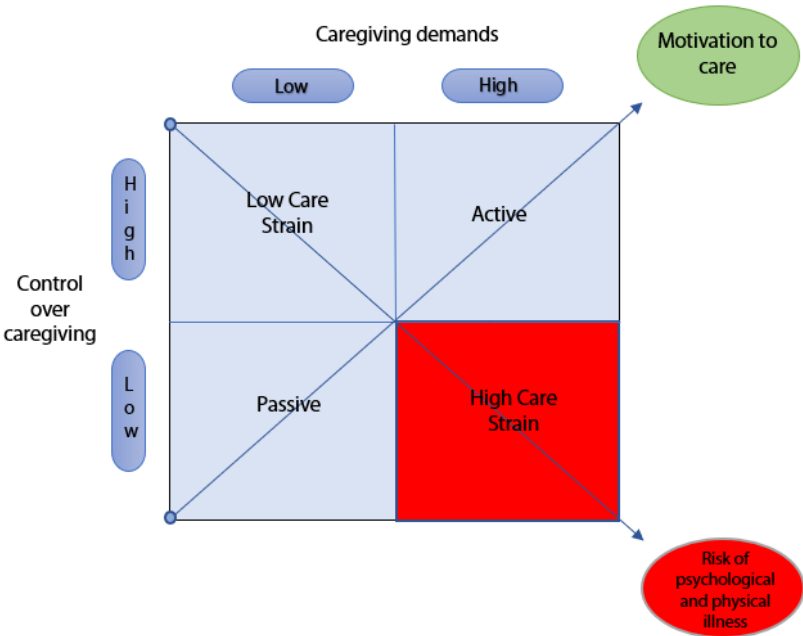 Caregiving demands
Motivation to
care
Low
High
H
i
g
h
Low Care
Strain
Active
Control
over
caregiving
L
o
w
Passive
High Care
Strain
Risk of
psychological
and physical
illness